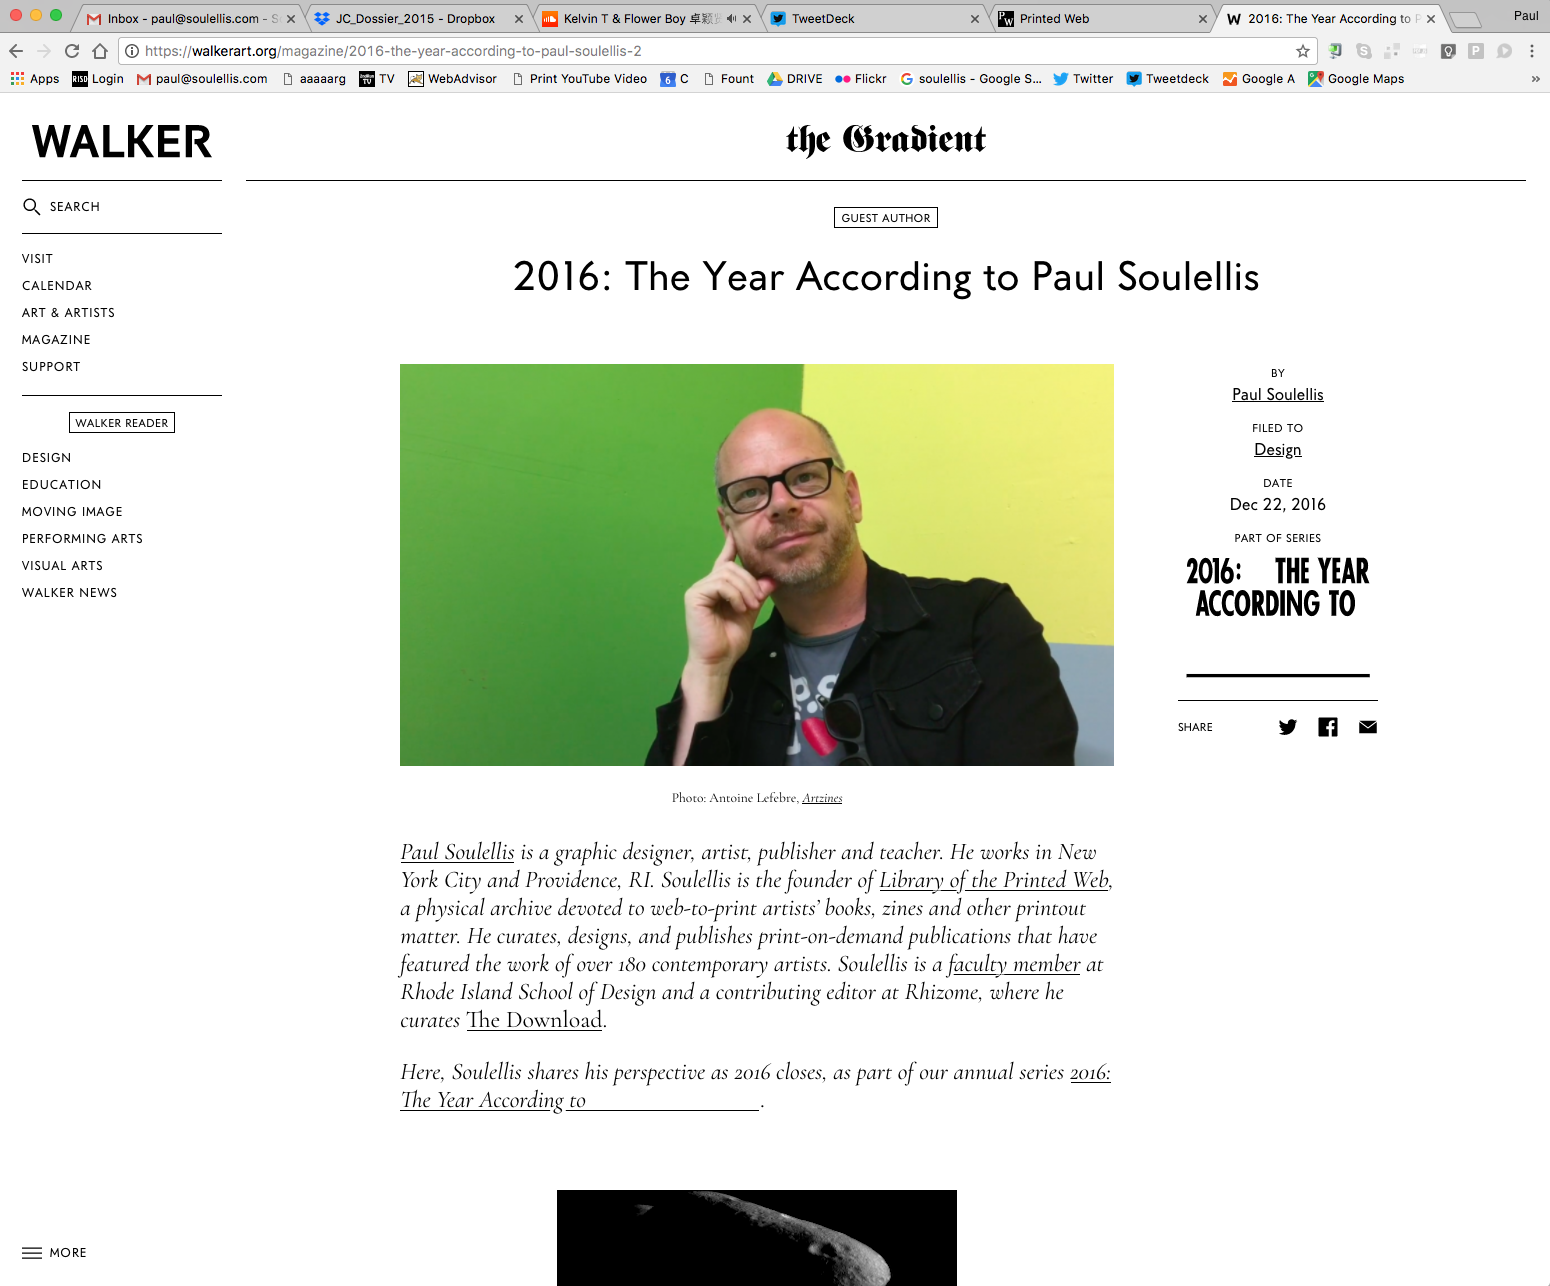 Inbox - paul@soulellis.com - S
JC_Dossier_2015 - Dropbox
Kelvin T & Flower Boy 卓颖贤
TweetDeck
Printed Web
2016: The Year According to P
Paul
https://walkerart.org/magazine/2016-the-year-according-to-paul-soulellis-2
Apps
Login
paul@soulellis.com
aaaaarg
TV
WebAdvisor
Print YouTube Video
C
Fount
DRIVE
Flickr
soulellis - Google S...
Twitter
Tweetdeck
Google A
Google Maps
»
WALKER
the Gradient
SEARCH
VISIT
CALENDAR
ART & ARTISTS
MAGAZINE
SUPPORT
WALKER READER
DESIGN
EDUCATION
MOVING IMAGE
PERFORMING ARTS
VISUAL ARTS
WALKER NEWS
MORE
GUEST AUTHOR
2016: The Year According to Paul Soulellis
Photo: Antoine Lefebre, Artzines
Paul Soulellis is a graphic designer, artist, publisher and teacher. He works in New
York City and Providence, RI. Soulellis is the founder of Library of the Printed Web,
a physical archive devoted to web-to-print artists’ books, zines and other printout
matter. He curates, designs, and publishes print-on-demand publications that have
featured the work of over 180 contemporary artists. Soulellis is a faculty member at
Rhode Island School of Design and a contributing editor at Rhizome, where he
curates The Download.
Here, Soulellis shares his perspective as 2016 closes, as part of our annual series 2016:
The Year According to                .
BY
Paul Soulellis
FILED TO
Design
DATE
Dec 22, 2016
PART OF SERIES
2016: THE YEAR
ACCORDING TO
SHARE